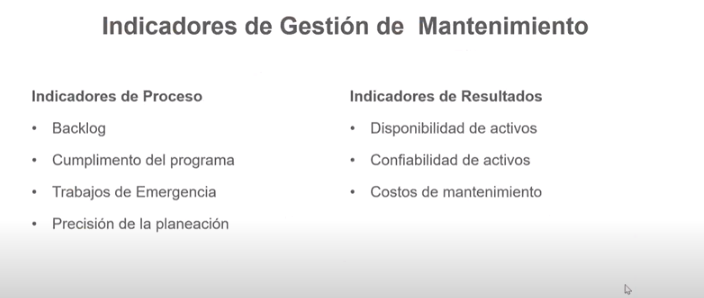 Indicadores de Gestión de Mantenimiento
Indicadores de Proceso
• Backlog
• Cumplimento del programa
• Trabajos de Emergencia
• Precisión de la planeación
Indicadores de Resultados
• Disponibilidad de activos
• Confiabilidad de activos
• Costos de mantenimiento